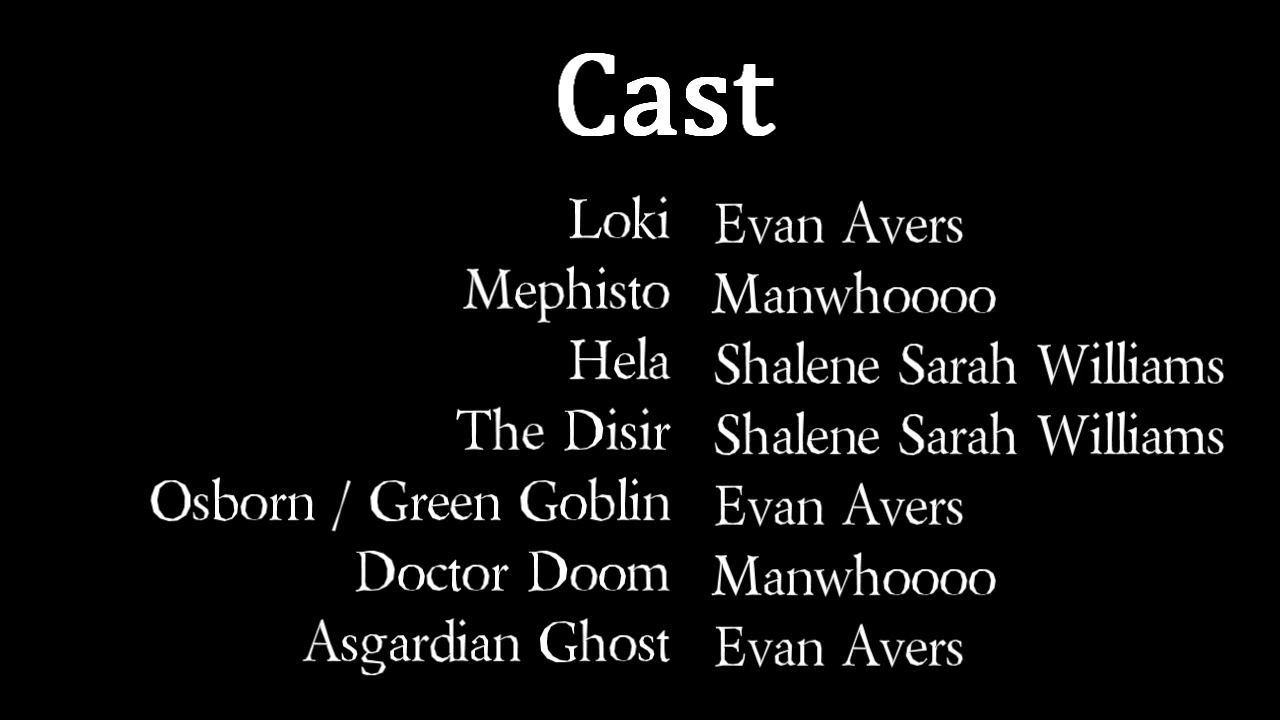 Cast
Loki Evan Avers
Mephisto Manwhoooo
Hela Shalene Sarah Williams
The Disir Shalene Sarah Williams
Osborn / Green Goblin Evan Avers
Doctor Doom Manwhoooo
Asgardian Ghost Evan Avers